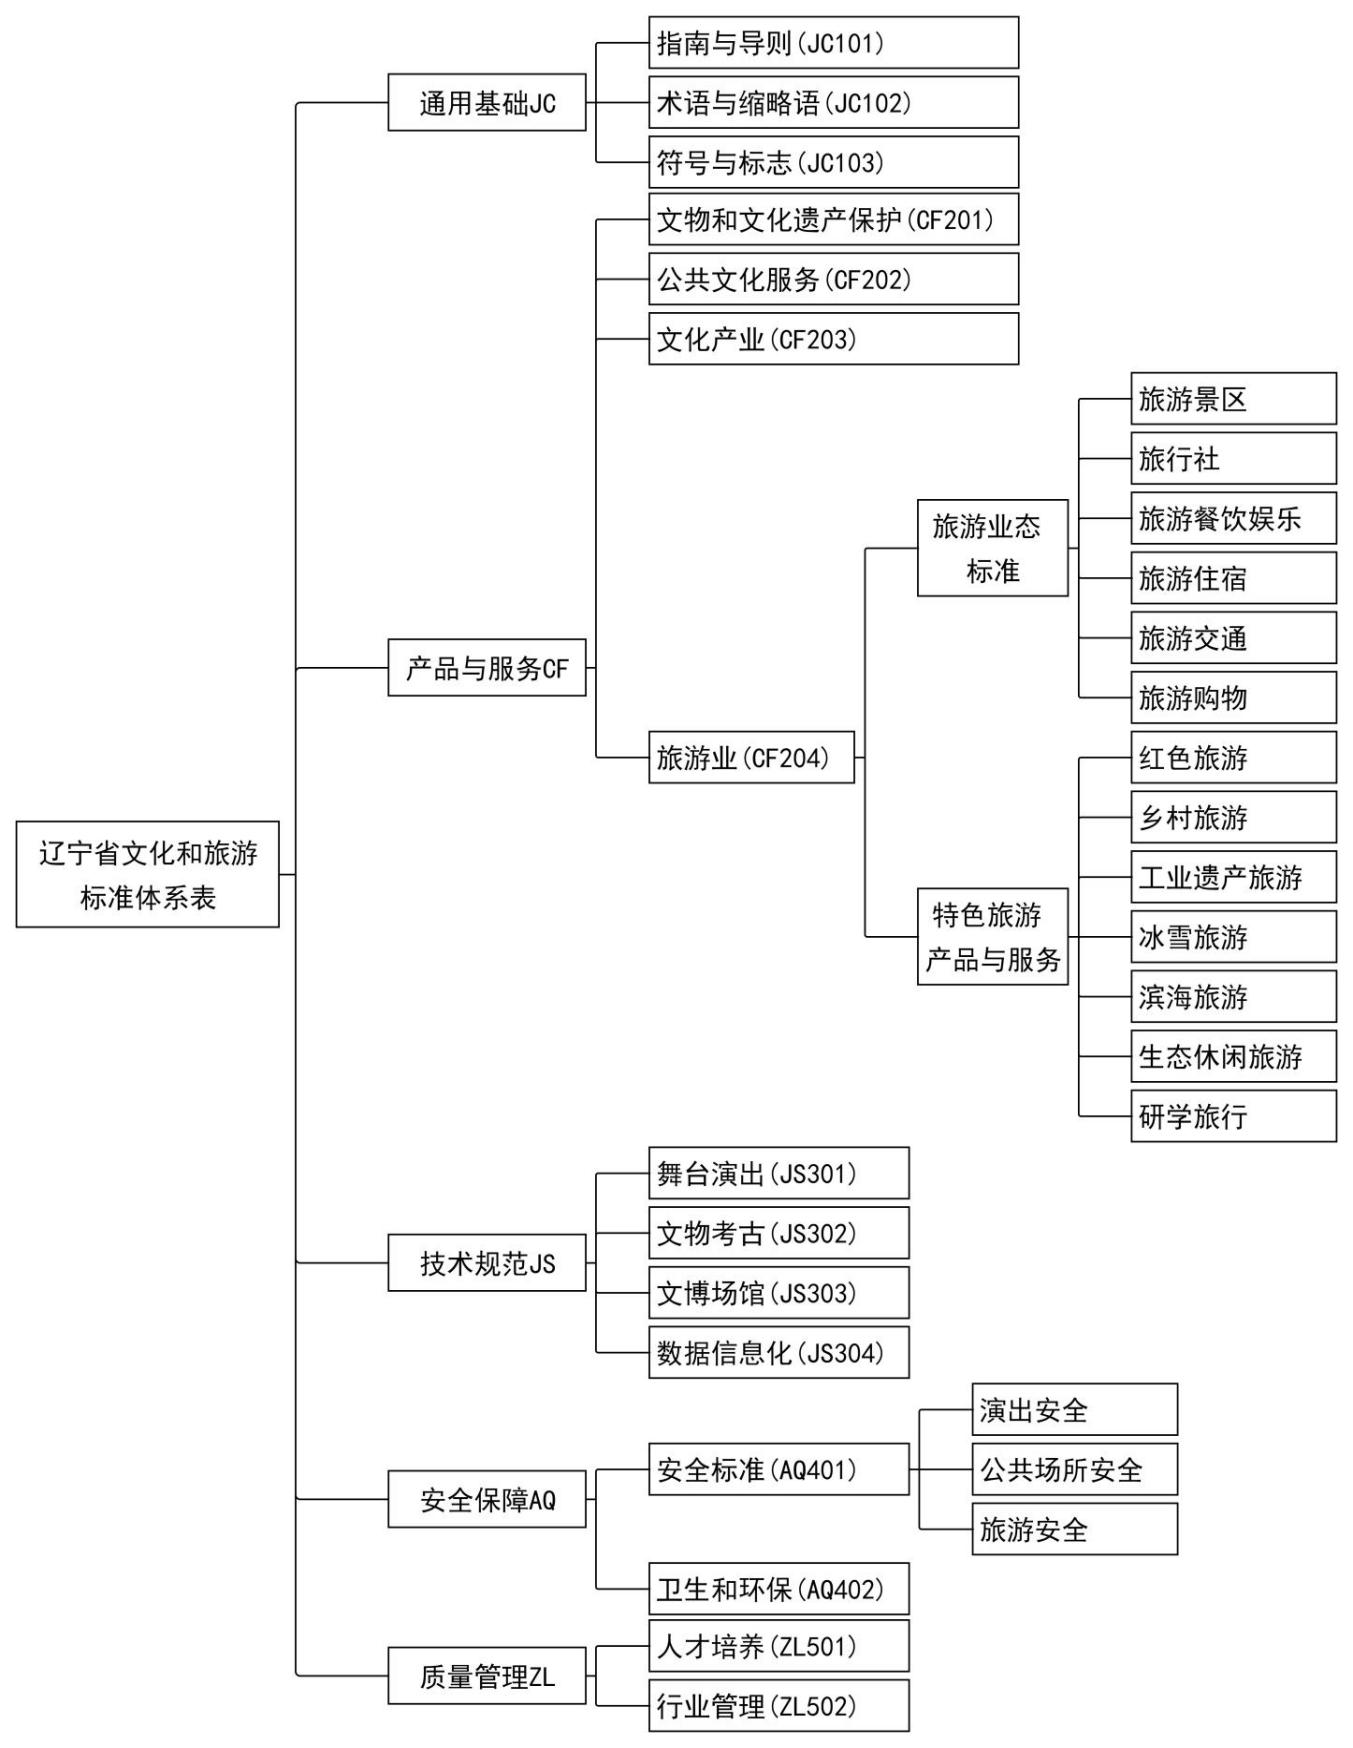 辽宁省文化和旅游
标准体系表
通用基础JC
指南与导则(JC101)
术语与缩略语(JC102)
符号与标志(JC103)
产品与服务CF
文物和文化遗产保护(CF201)
公共文化服务(CF202)
文化产业(CF203)
旅游业(CF204)
旅游业态
标准
旅游景区
旅行社
旅游餐饮娱乐
旅游住宿
旅游交通
旅游购物
特色旅游
产品与服务
红色旅游
乡村旅游
工业遗产旅游
冰雪旅游
滨海旅游
生态休闲旅游
研学旅行
技术规范JS
舞台演出(JS301)
文物考古(JS302)
文博场馆(JS303)
数据信息化(JS304)
安全保障AQ
安全标准(AQ401)
演出安全
公共场所安全
旅游安全
卫生和环保(AQ402)
质量管理ZL
人才培养(ZL501)
行业管理(ZL502)